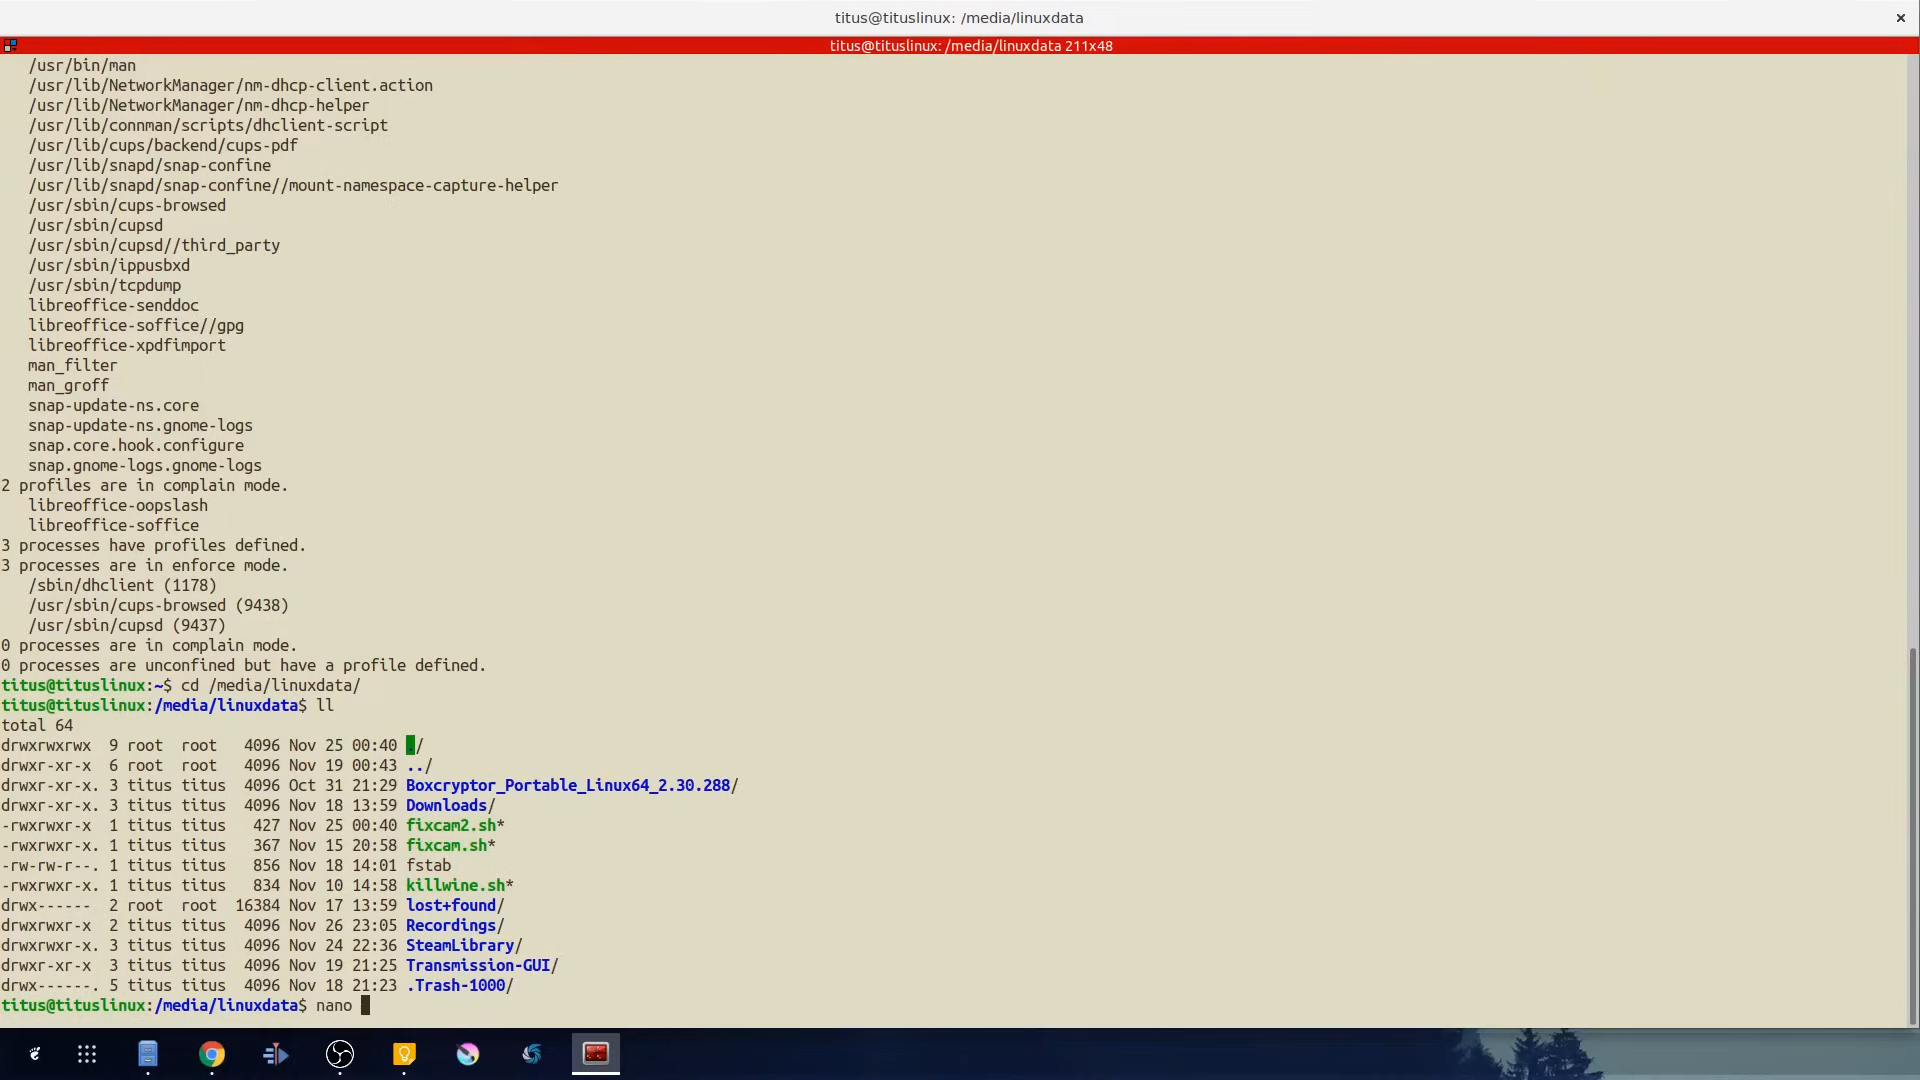 titus@tituslinux: /media/linuxdata
titus@tituslinux: /media/linuxdata 211x48
/usr/bin/man
/usr/lib/NetworkManager/nm-dhcp-client.action
/usr/lib/NetworkManager/nm-dhcp-helper
/usr/lib/connman/scripts/dhclient-script
/usr/lib/cups/backend/cups-pdf
/usr/lib/snapd/snap-confine
/usr/lib/snapd/snap-confine//mount-namespace-capture-helper
/usr/sbin/cups-browsed
/usr/sbin/cupsd
/usr/sbin/cupsd//third_party
/usr/sbin/ippusbxd
/usr/sbin/tcpdump
libreoffice-senddoc
libreoffice-soffice//gpg
libreoffice-xpdfimport
man_filter
man_groff
snap-update-ns.core
snap-update-ns.gnome-logs
snap.core.hook.configure
snap.gnome-logs.gnome-logs
2 profiles are in complain mode.
libreoffice-oopslash
libreoffice-soffice
3 processes have profiles defined.
3 processes are in enforce mode.
/sbin/dhclient (1178)
/usr/sbin/cups-browsed (9438)
/usr/sbin/cupsd (9437)
0 processes are in complain mode.
0 processes are unconfined but have a profile defined.
titus@tituslinux:~$ cd /media/linuxdata/
titus@tituslinux:/media/linuxdata$ ll
total 64
drwxrwxrwx  9 root  root   4096 Nov 25 00:40 ./
drwxr-xr-x  6 root  root   4096 Nov 19 00:43 ../
drwxr-xr-x. 3 titus titus  4096 Oct 31 21:29 Boxcryptor_Portable_Linux64_2.30.288/
drwxr-xr-x. 3 titus titus  4096 Nov 18 13:59 Downloads/
-rwxrwxr-x  1 titus titus   427 Nov 25 00:40 fixcam2.sh*
-rwxrwxr-x. 1 titus titus   367 Nov 15 20:58 fixcam.sh*
-rw-rw-r--. 1 titus titus   856 Nov 18 14:01 fstab
-rwxrwxr-x. 1 titus titus   834 Nov 10 14:58 killwine.sh*
drwx------  2 root  root  16384 Nov 17 13:59 lost+found/
drwxrwxr-x  2 titus titus  4096 Nov 26 23:05 Recordings/
drwxrwxr-x. 3 titus titus  4096 Nov 24 22:36 SteamLibrary/
drwxr-xr-x  3 titus titus  4096 Nov 19 21:25 Transmission-GUI/
drwx------. 5 titus titus  4096 Nov 18 21:23 .Trash-1000/
titus@tituslinux:/media/linuxdata$ nano